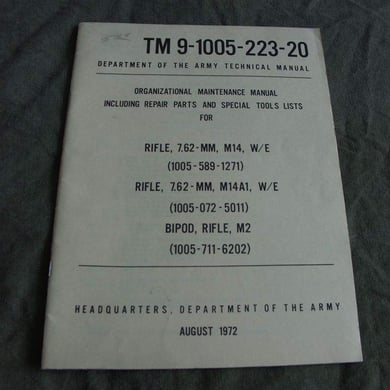 TM 9-1005-223-20
DEPARTMENT OF THE ARMY TECHNICAL MANUAL
ORGANIZATIONAL MAINTENANCE MANUAL
INCLUDING REPAIR PARTS AND SPECIAL TOOLS LISTS
FOR
RIFLE, 7.62-MM, M14, W/E
(1005-589-1271)
RIFLE, 7.62-MM, M14A1, W/E
(1005-072-5011)
BIPOD, RIFLE, M2
(1005-711-6202)
HEADQUARTERS, DEPARTMENT OF THE ARMY
AUGUST 1972